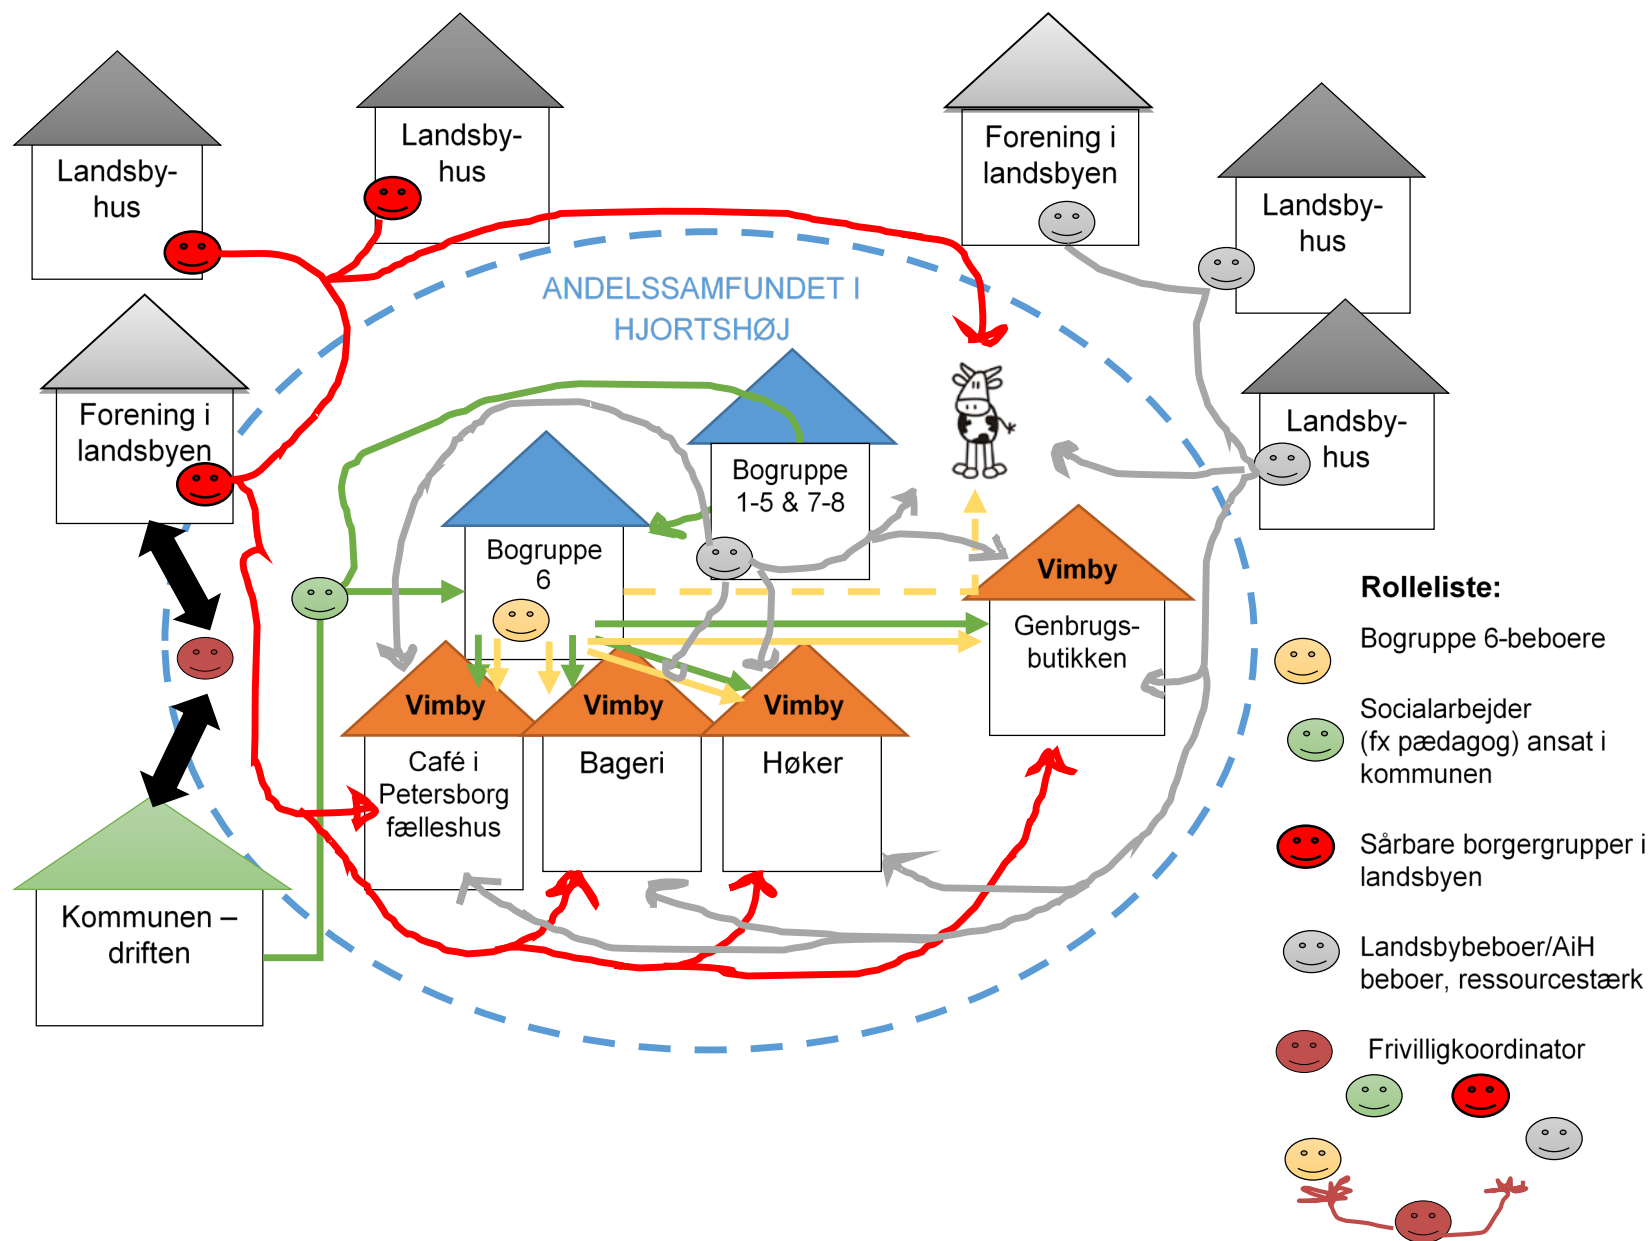 Landsby-
hus
Landsby-
hus
Forening i
landsbyen
Landsby-
hus
Landsby-
hus
Forening i
landsbyen
ANDELSSAMFUNDET I
HJORTSHØJ
Bogruppe
1-5 & 7-8
Bogruppe
6
Vimby
Genbrugs-
butikken
Vimby
Café i
Petersborg
fælleshus
Vimby
Bageri
Vimby
Høker
Kommunen –
driften
Rolleliste:
Bogruppe 6-beboere
Socialarbejder
(fx pædagog) ansat i
kommunen
Sårbare borgergrupper i
landsbyen
Landsbybeboer/AiH
beboer, ressourcestærk
Frivilligkoordinator